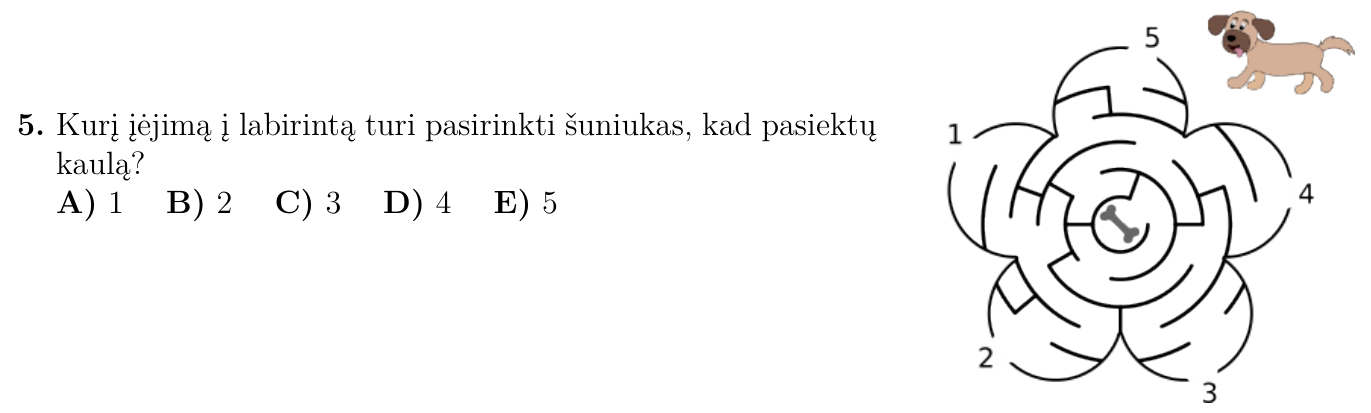 5. Kurį įėjimą į labirintą turi pasirinkti šuniukas, kad pasiektų
kaulą?
A) 1 B) 2 C) 3 D) 4 E) 5
5
1
4
2
3